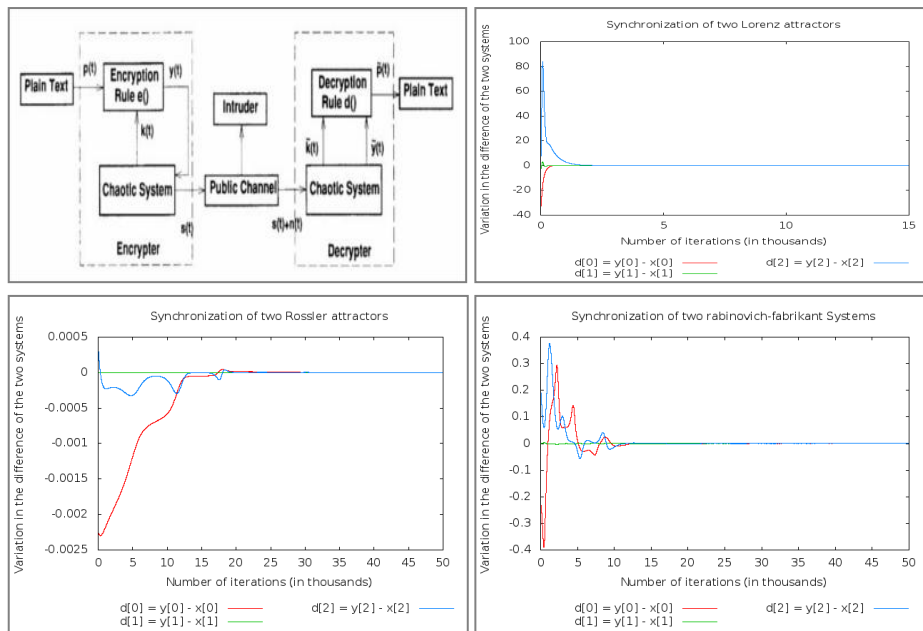 p(t)
y(t)
Plain Text
Encryption
Rule e()
k(t)
Chaotic System
s(t)
Encrypter
Intruder
Public Channel
s(t)+n(t)
Decryption
Rule d()
p̃(t)
Plain Text
k̃(t)
ỹ(t)
Chaotic System
Decrypter
Synchronization of two Lorenz attractors
Variation in the difference of the two systems
100
80
60
40
20
0
-20
-40
0
5
10
15
Number of iterations (in thousands)
d[0] = y[0] - x[0]
d[1] = y[1] - x[1]
d[2] = y[2] - x[2]
Synchronization of two Rossler attractors
Variation in the difference of the two systems
0.0005
0
-0.0005
-0.001
-0.0015
-0.002
-0.0025
0
5
10
15
20
25
30
35
40
45
50
Number of iterations (in thousands)
d[0] = y[0] - x[0]
d[1] = y[1] - x[1]
d[2] = y[2] - x[2]
Synchronization of two rabinovich-fabrikant Systems
Variation in the difference of the two systems
0.4
0.3
0.2
0.1
0
-0.1
-0.2
-0.3
-0.4
0
5
10
15
20
25
30
35
40
45
50
Number of iterations (in thousands)
d[0] = y[0] - x[0]
d[1] = y[1] - x[1]
d[2] = y[2] - x[2]